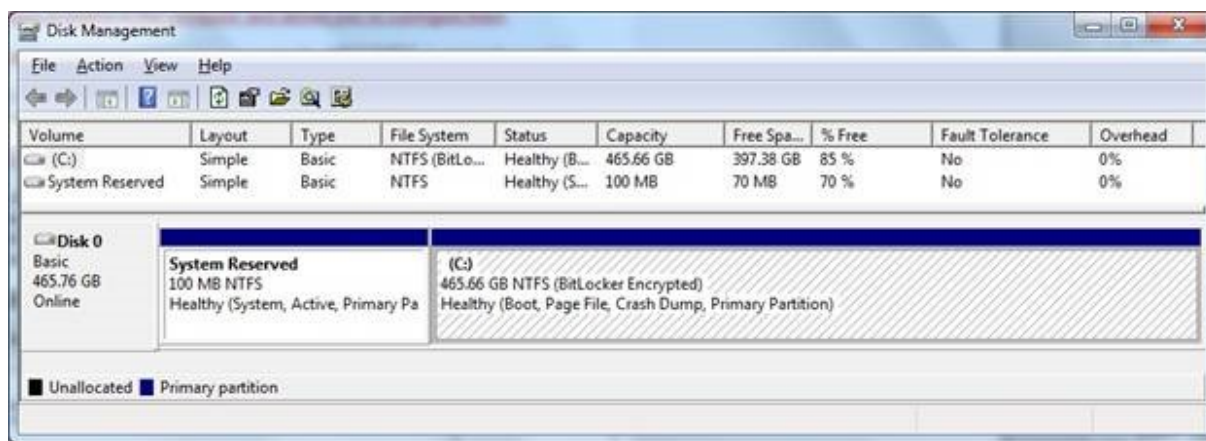 Disk Management
File Action View Help
Volume Layout Type File System Status Capacity Free Spa... % Free Fault Tolerance Overhead
(C:) Simple Basic NTFS (BitLo... Healthy (B... 465.66 GB 397.38 GB 85 % No 0%
System Reserved Simple Basic NTFS Healthy (S... 100 MB 70 MB 70 % No 0%
Disk 0
Basic
465.76 GB
Online
System Reserved
100 MB NTFS
Healthy (System, Active, Primary Pa
(C:)
465.66 GB NTFS (BitLocker Encrypted)
Healthy (Boot, Page File, Crash Dump, Primary Partition)
Unallocated Primary partition